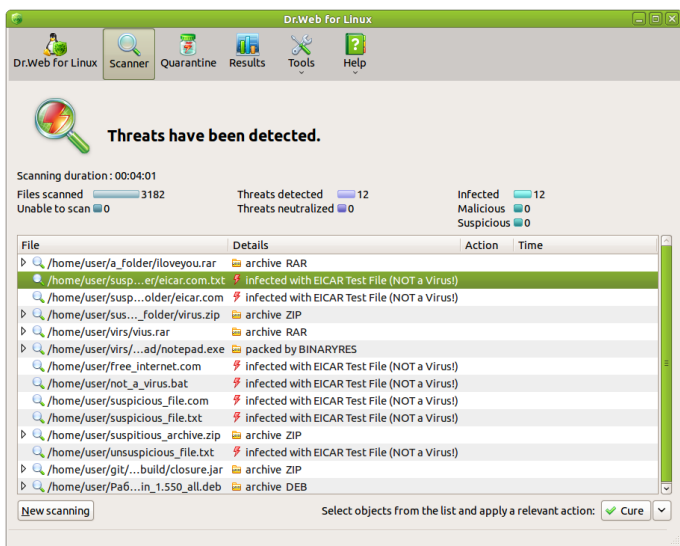 Dr.Web for Linux
Dr.Web for Linux Scanner Quarantine Results Tools Help
Threats have been detected.
Scanning duration : 00:04:01
Files scanned 3182 Threats detected 12 Infected 12
Unable to scan 0 Threats neutralized 0 Malicious 0
Suspicious 0
File Details Action Time
/home/user/a_folder/iloveyou.rar archive RAR
/home/user/susp...er/eicar.com.txt infected with EICAR Test File (NOT a Virus!)
/home/user/susp...older/eicar.com infected with EICAR Test File (NOT a Virus!)
/home/user/sus..._folder/virus.zip archive ZIP
/home/user/virs/vius.rar archive RAR
/home/user/virs/...ad/notepad.exe packed by BINARYRES
/home/user/free_internet.com infected with EICAR Test File (NOT a Virus!)
/home/user/not_a_virus.bat infected with EICAR Test File (NOT a Virus!)
/home/user/suspicious_file.com infected with EICAR Test File (NOT a Virus!)
/home/user/suspicious_file.txt infected with EICAR Test File (NOT a Virus!)
/home/user/suspitious_archive.zip archive ZIP
/home/user/unsuspicious_file.txt infected with EICAR Test File (NOT a Virus!)
/home/user/git/...build/closure.jar archive ZIP
/home/user/Раб...in_1.550_all.deb archive DEB
New scanning Select objects from the list and apply a relevant action: Cure